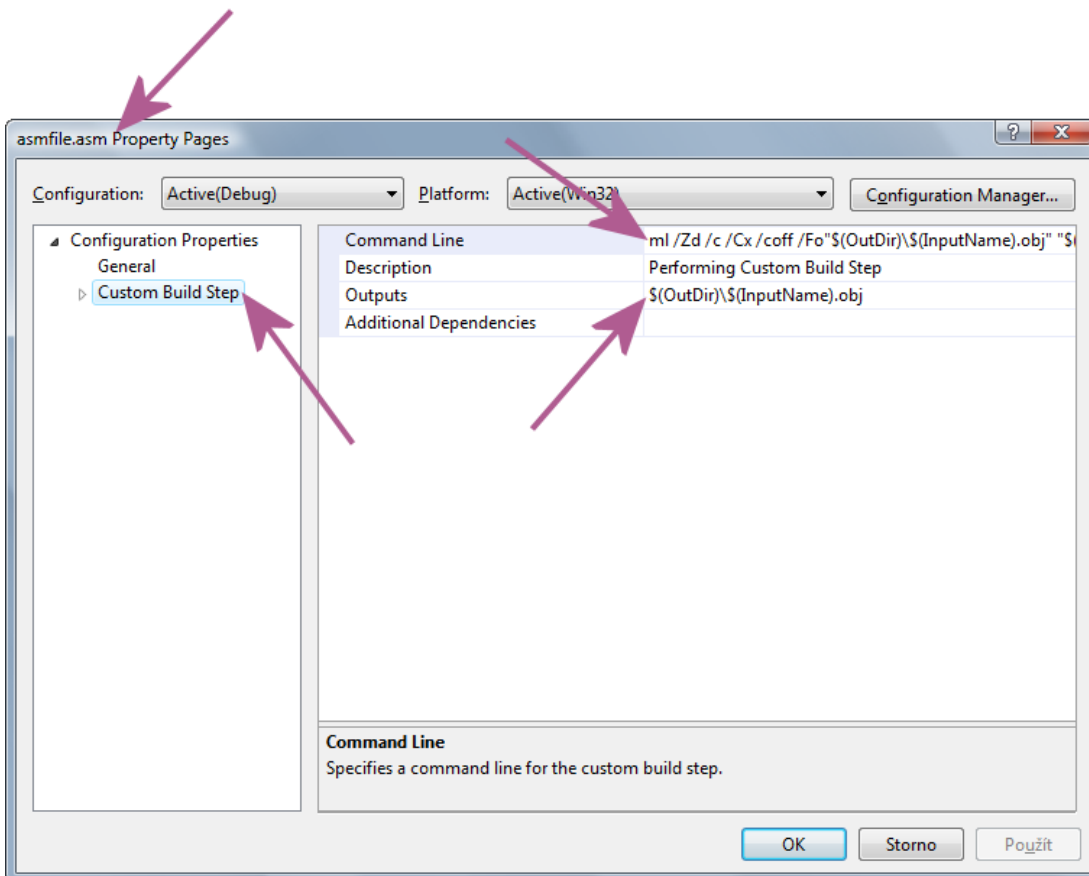 asmfile.asm Property Pages
Configuration: Active(Debug) Platform: Active(Win32) Configuration Manager...
Configuration Properties
General
Custom Build Step
Command Line ml /Zd /c /Cx /coff /Fo"$(OutDir)\$(InputName).obj" "$(
Description Performing Custom Build Step
Outputs $(OutDir)\$(InputName).obj
Additional Dependencies
Command Line
Specifies a command line for the custom build step.
OK Storno Použít